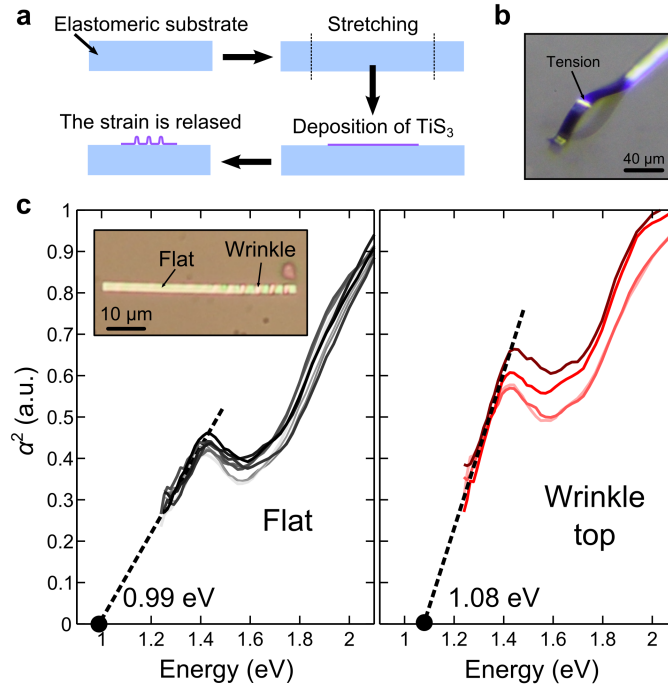 a
Elastomeric substrate
Stretching
The strain is relased
Deposition of TiS3
b
Tension
40 µm
c
Flat
Wrinkle
10 µm
α² (a.u.)
1
0.9
0.8
0.7
0.6
0.5
0.4
0.3
0.2
0.1
0
Flat
0.99 eV
1
1.2
1.4
1.6
1.8
2
Energy (eV)
Wrinkle
top
1.08 eV
1
1.2
1.4
1.6
1.8
2
Energy (eV)